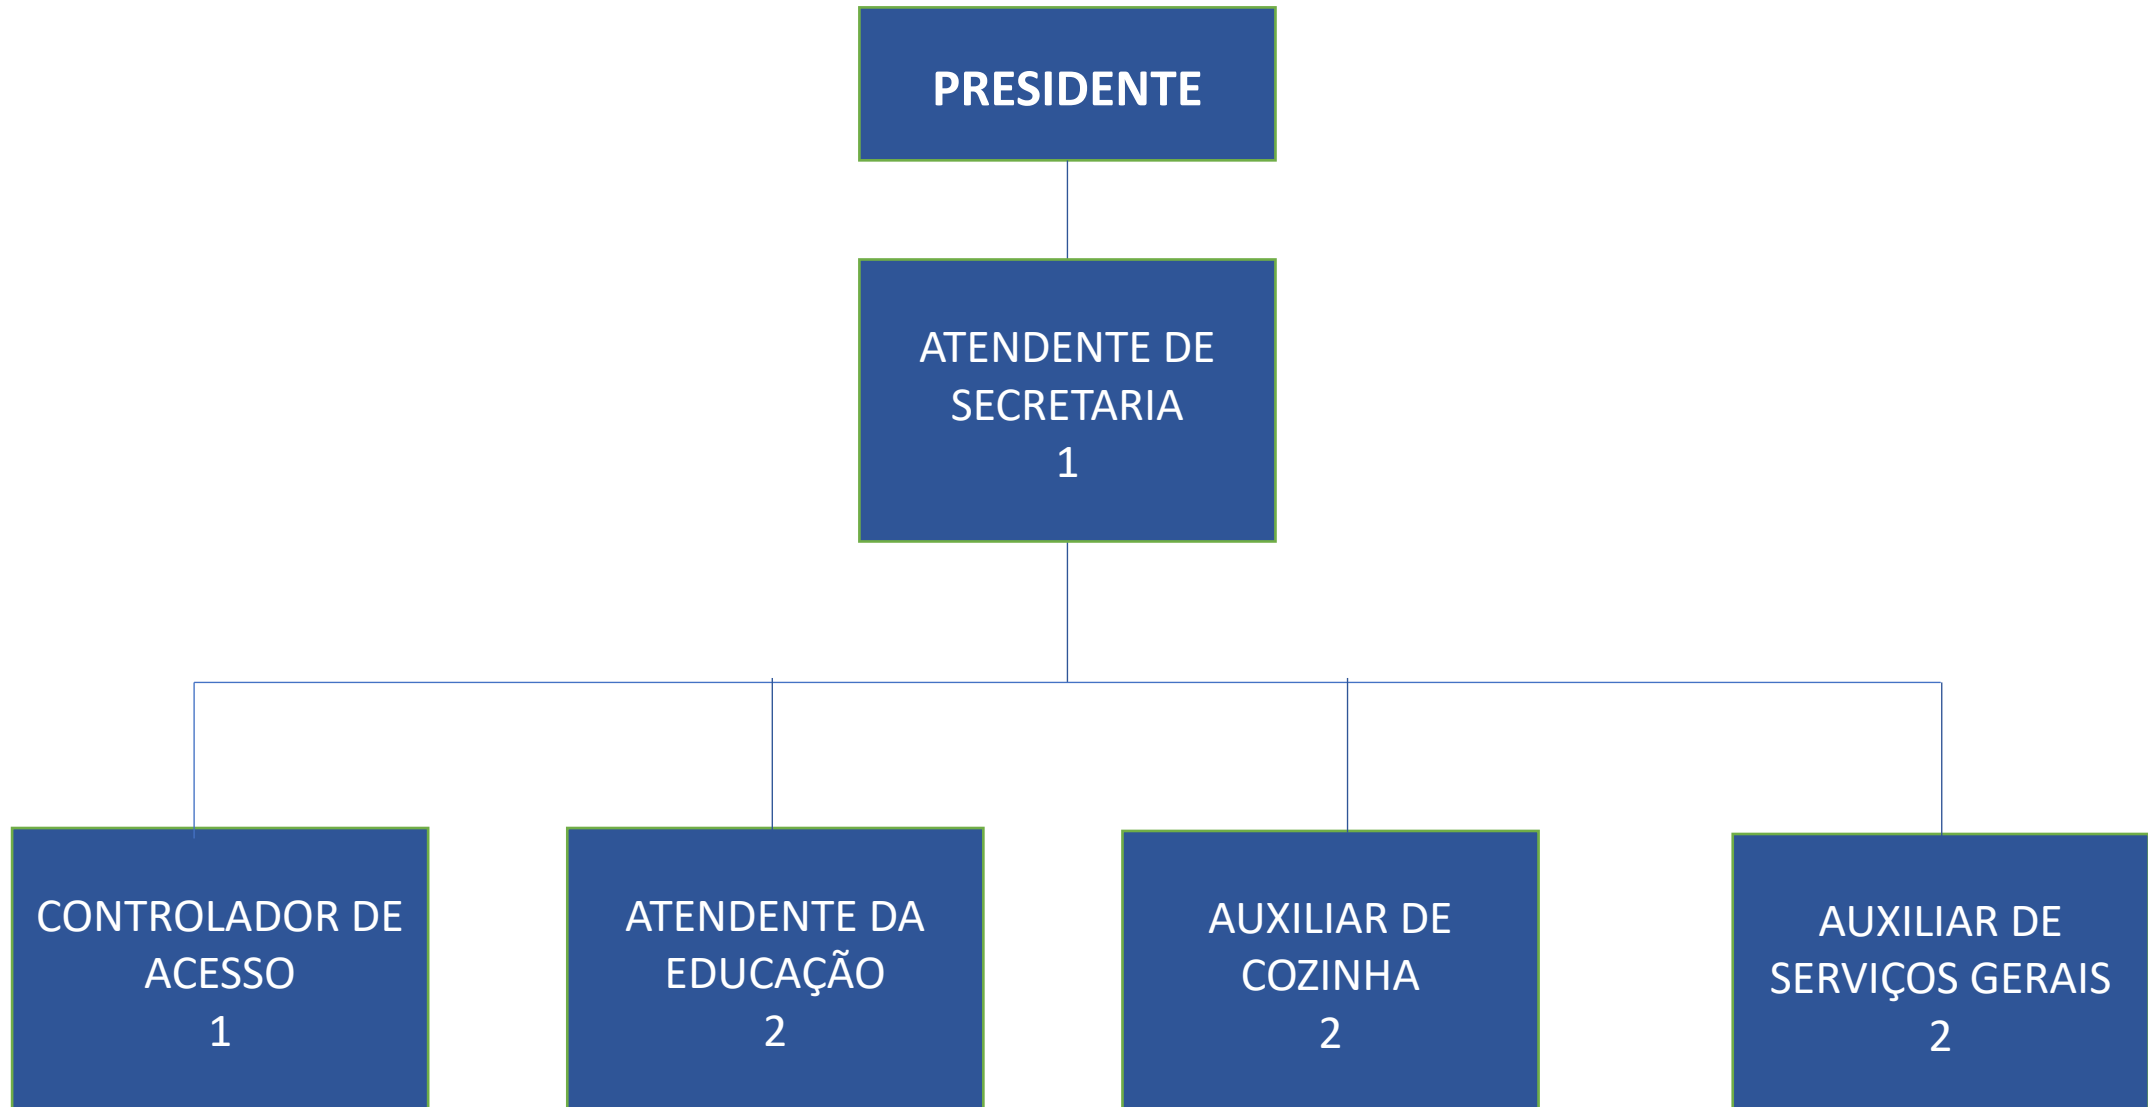 PRESIDENTE
ATENDENTE DE
SECRETARIA
1
CONTROLADOR DE
ACESSO
1
ATENDENTE DA
EDUCAÇÃO
2
AUXILIAR DE
COZINHA
2
AUXILIAR DE
SERVIÇOS GERAIS
2